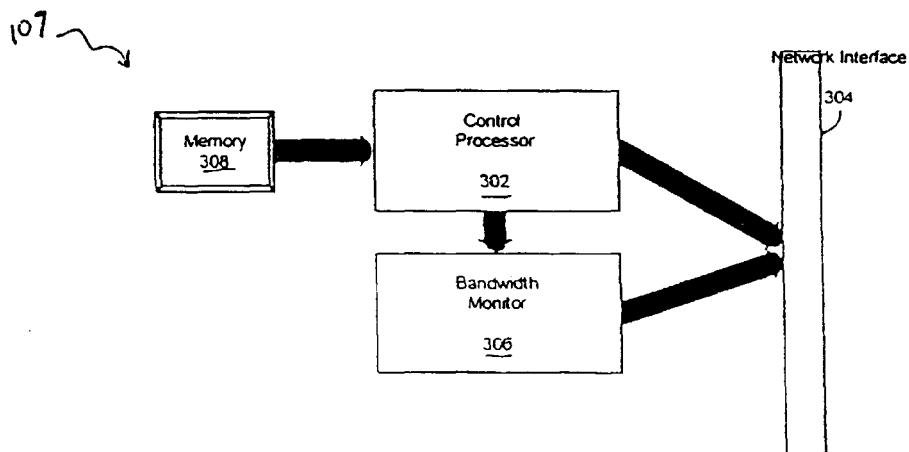 107
Network Interface
304
Memory
308
Control
Processor
302
Bandwidth
Monitor
306